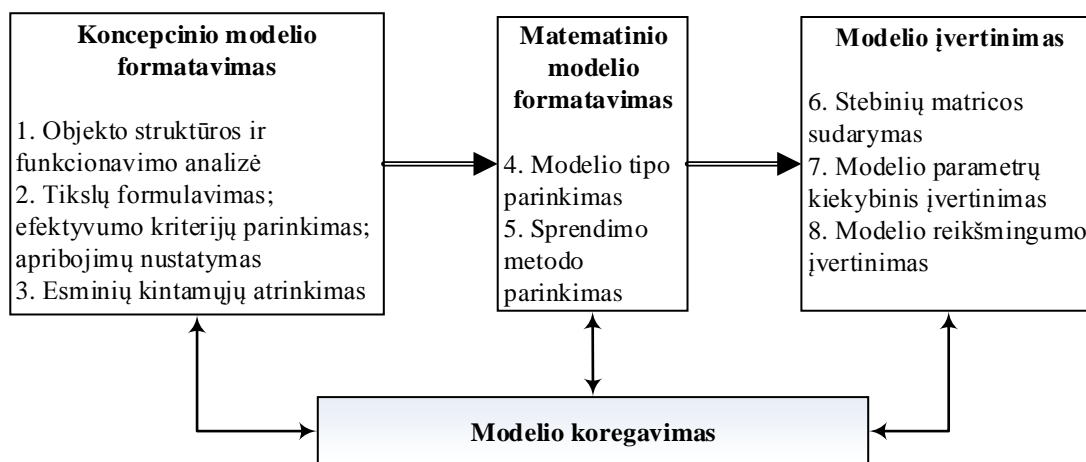 Koncepcinio modelio
formatavimas
1. Objekto struktūros ir
funkcionavimo analizė
2. Tikslų formulavimas;
efektyvumo kriterijų parinkimas;
apribojimų nustatymas
3. Esminių kintamųjų atrinkimas
Matematinio
modelio
formatavimas
4. Modelio tipo
parinkimas
5. Sprendimo
metodo
parinkimas
Modelio įvertinimas
6. Stebinių matricos
sudarymas
7. Modelio parametrų
kiekybinis įvertinimas
8. Modelio reikšmingumo
įvertinimas
Modelio koregavimas